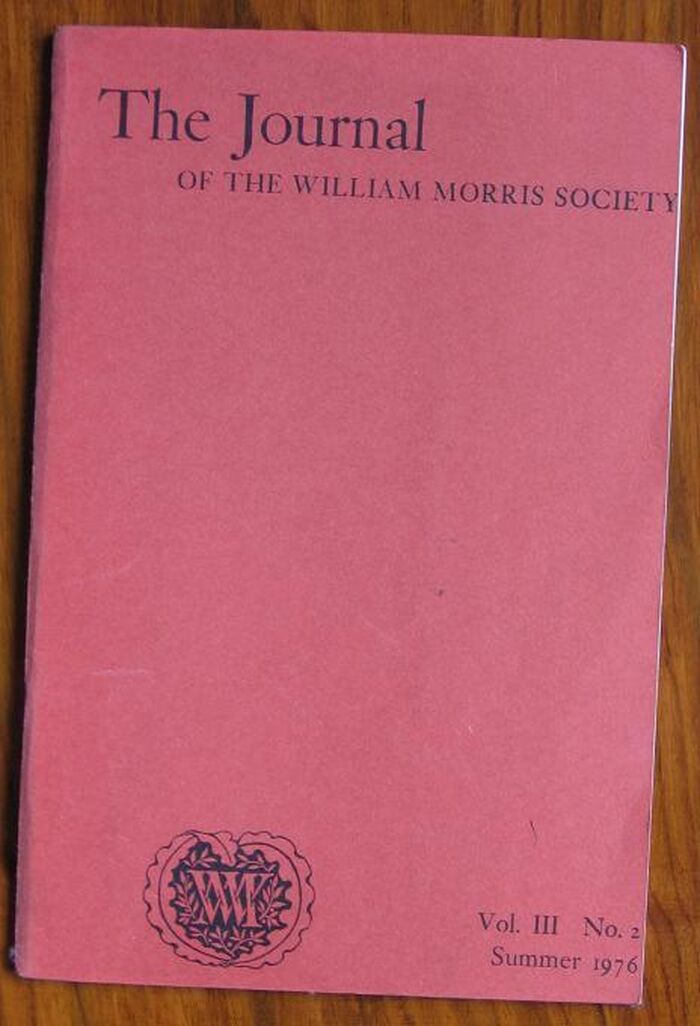 The Journal
OF THE WILLIAM MORRIS SOCIETY
Vol. III No. 2
Summer 1976